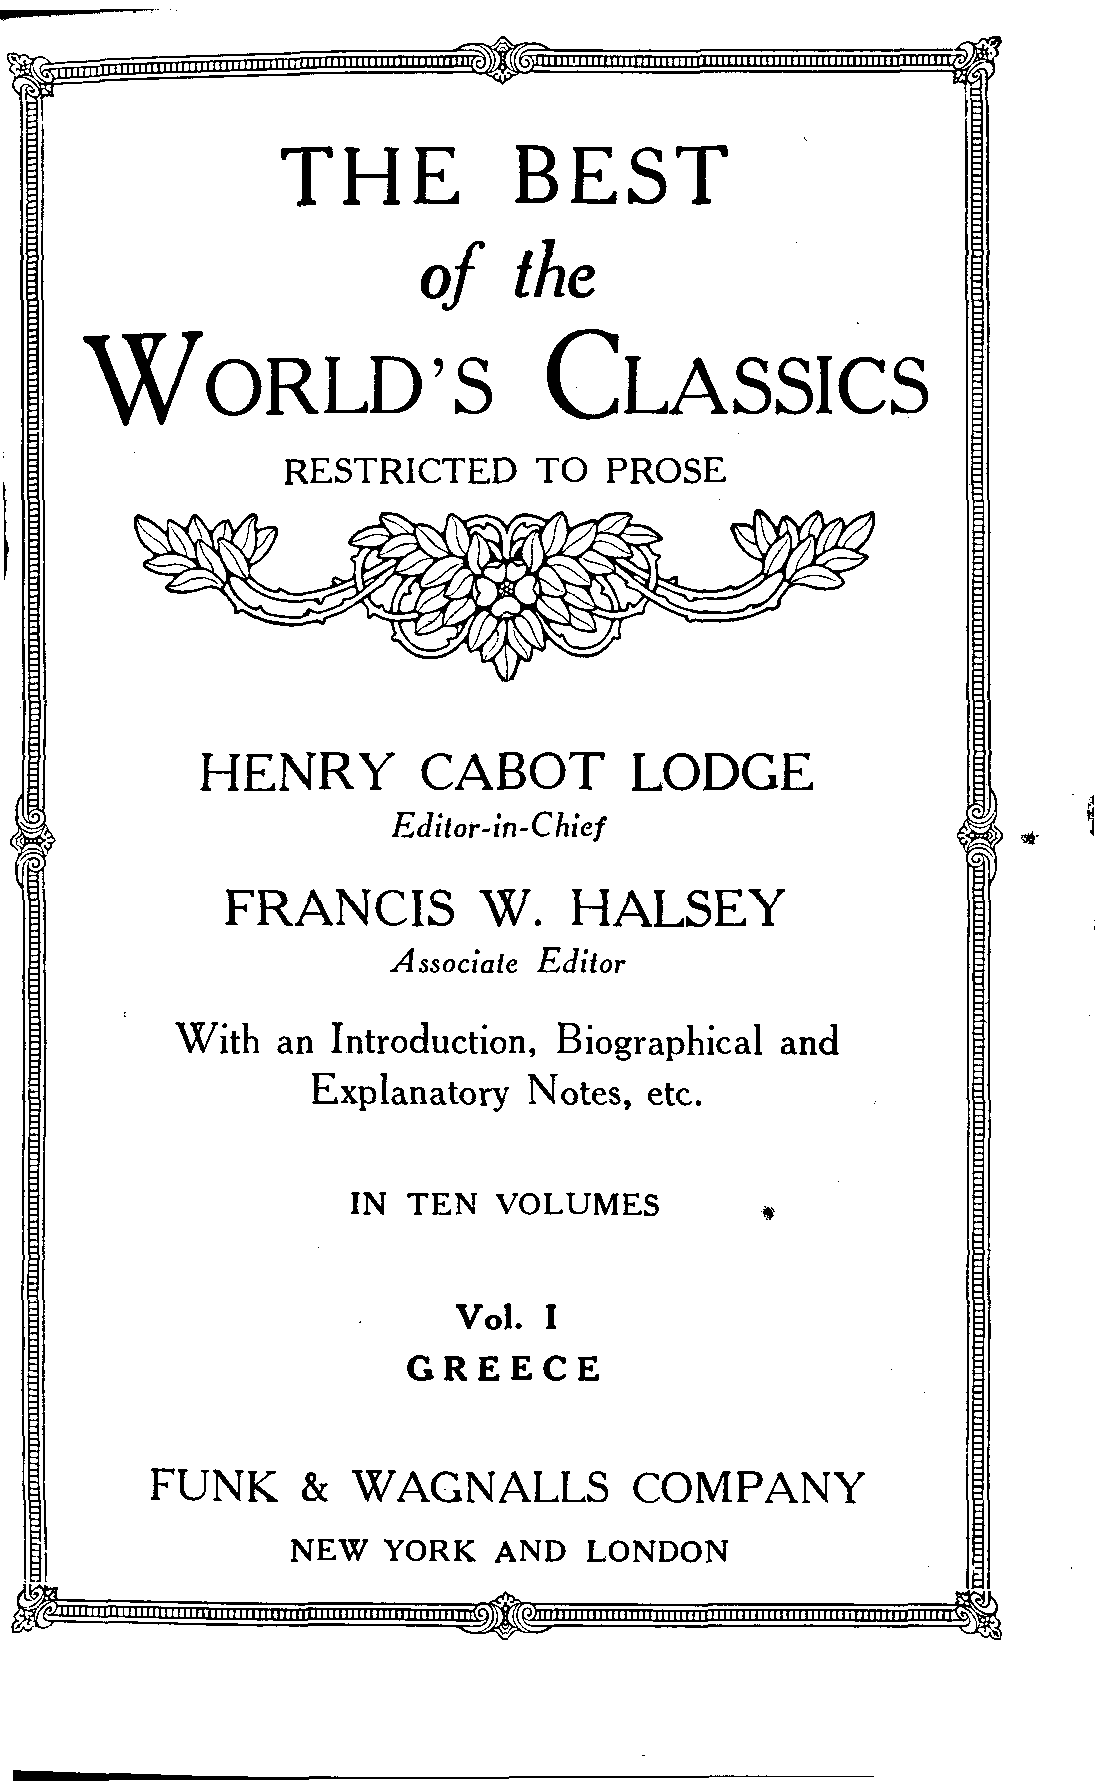 THE BEST
of the
WORLD'S CLASSICS
RESTRICTED TO PROSE
HENRY CABOT LODGE
Editor-in-Chief
FRANCIS W. HALSEY
Associate Editor
With an Introduction, Biographical and
Explanatory Notes, etc.
IN TEN VOLUMES
Vol. I
GREECE
FUNK & WAGNALLS COMPANY
NEW YORK AND LONDON